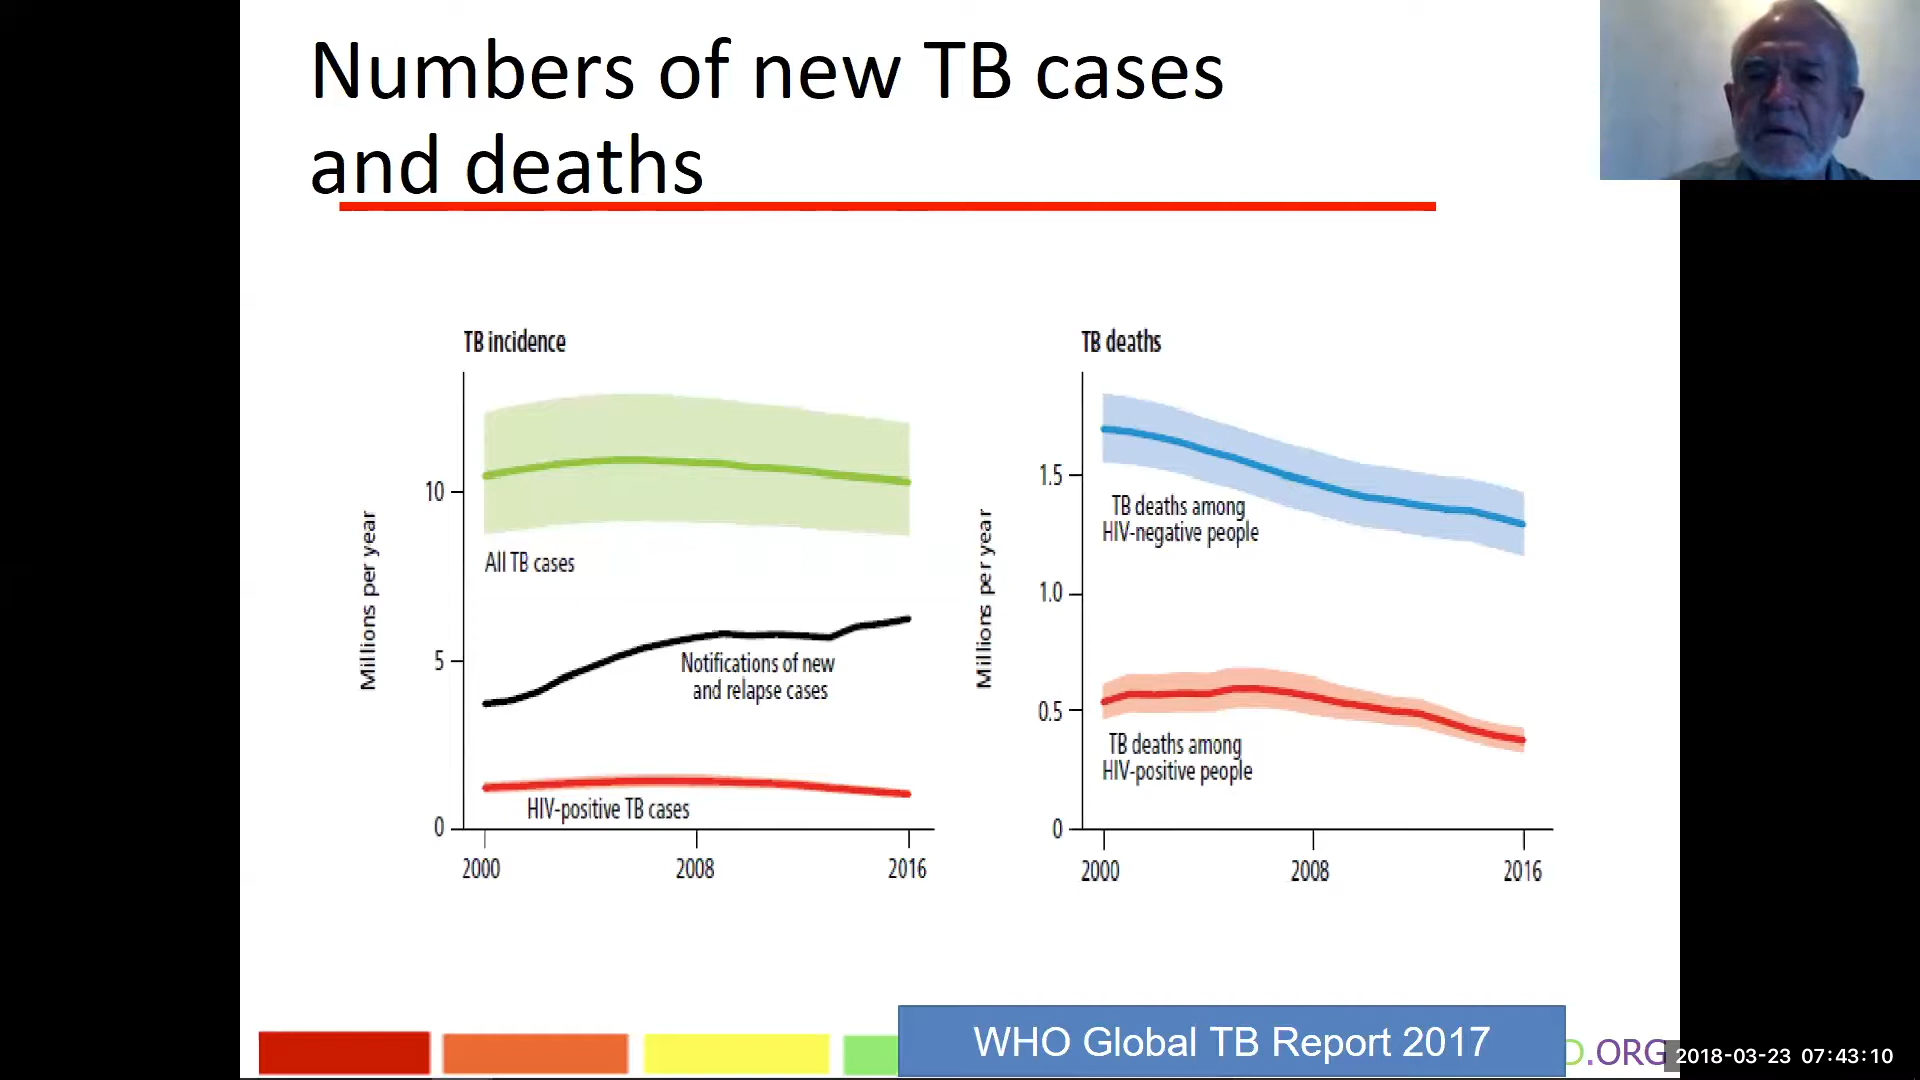 Numbers of new TB cases
and deaths
TB incidence
Millions per year
10
5
0
All TB cases
Notifications of new
and relapse cases
HIV-positive TB cases
2000
2008
2016
TB deaths
Millions per year
1.5
1.0
0.5
0
TB deaths among
HIV-negative people
TB deaths among
HIV-positive people
2000
2008
2016
WHO Global TB Report 2017
.ORG
2018-03-23 07:43:10